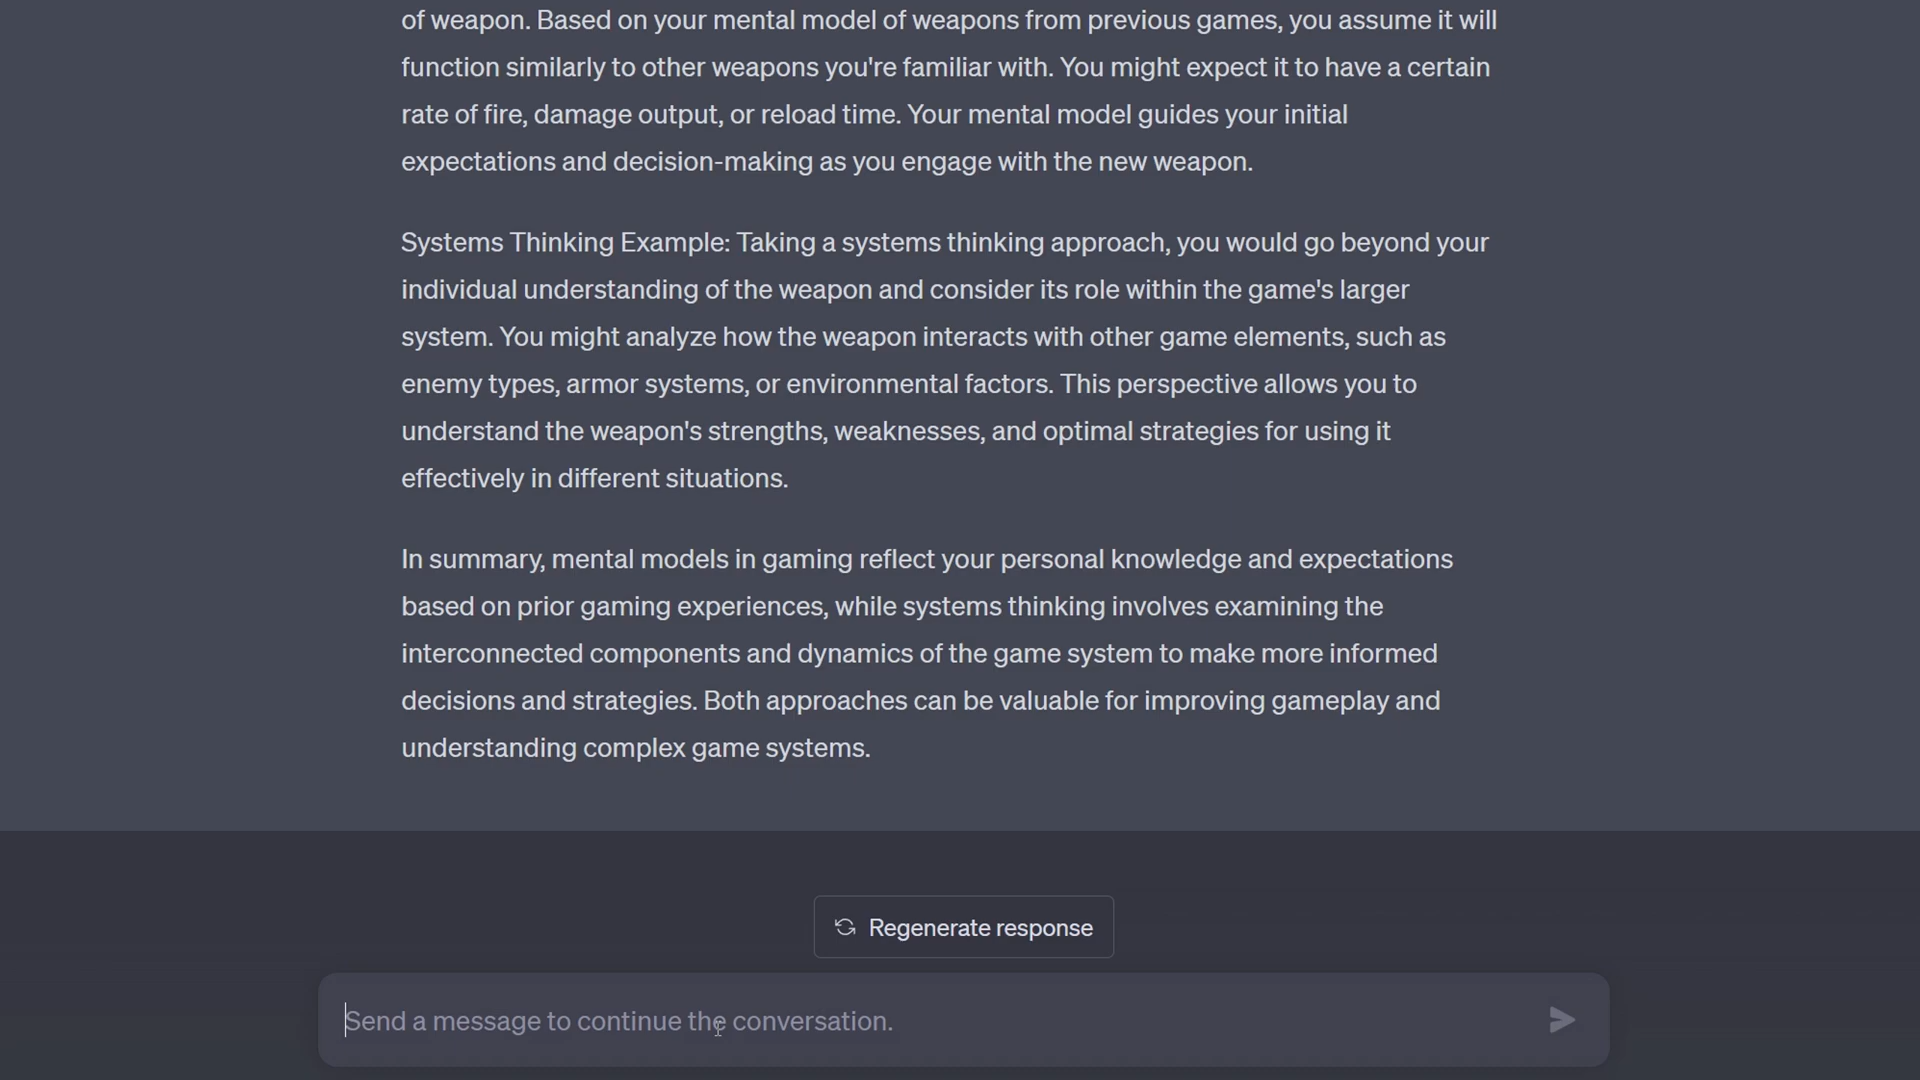 of weapon. Based on your mental model of weapons from previous games, you assume it will
function similarly to other weapons you're familiar with. You might expect it to have a certain
rate of fire, damage output, or reload time. Your mental model guides your initial
expectations and decision-making as you engage with the new weapon.
Systems Thinking Example: Taking a systems thinking approach, you would go beyond your
individual understanding of the weapon and consider its role within the game's larger
system. You might analyze how the weapon interacts with other game elements, such as
enemy types, armor systems, or environmental factors. This perspective allows you to
understand the weapon's strengths, weaknesses, and optimal strategies for using it
effectively in different situations.
In summary, mental models in gaming reflect your personal knowledge and expectations
based on prior gaming experiences, while systems thinking involves examining the
interconnected components and dynamics of the game system to make more informed
decisions and strategies. Both approaches can be valuable for improving gameplay and
understanding complex game systems.
Regenerate response
Send a message to continue the conversation.